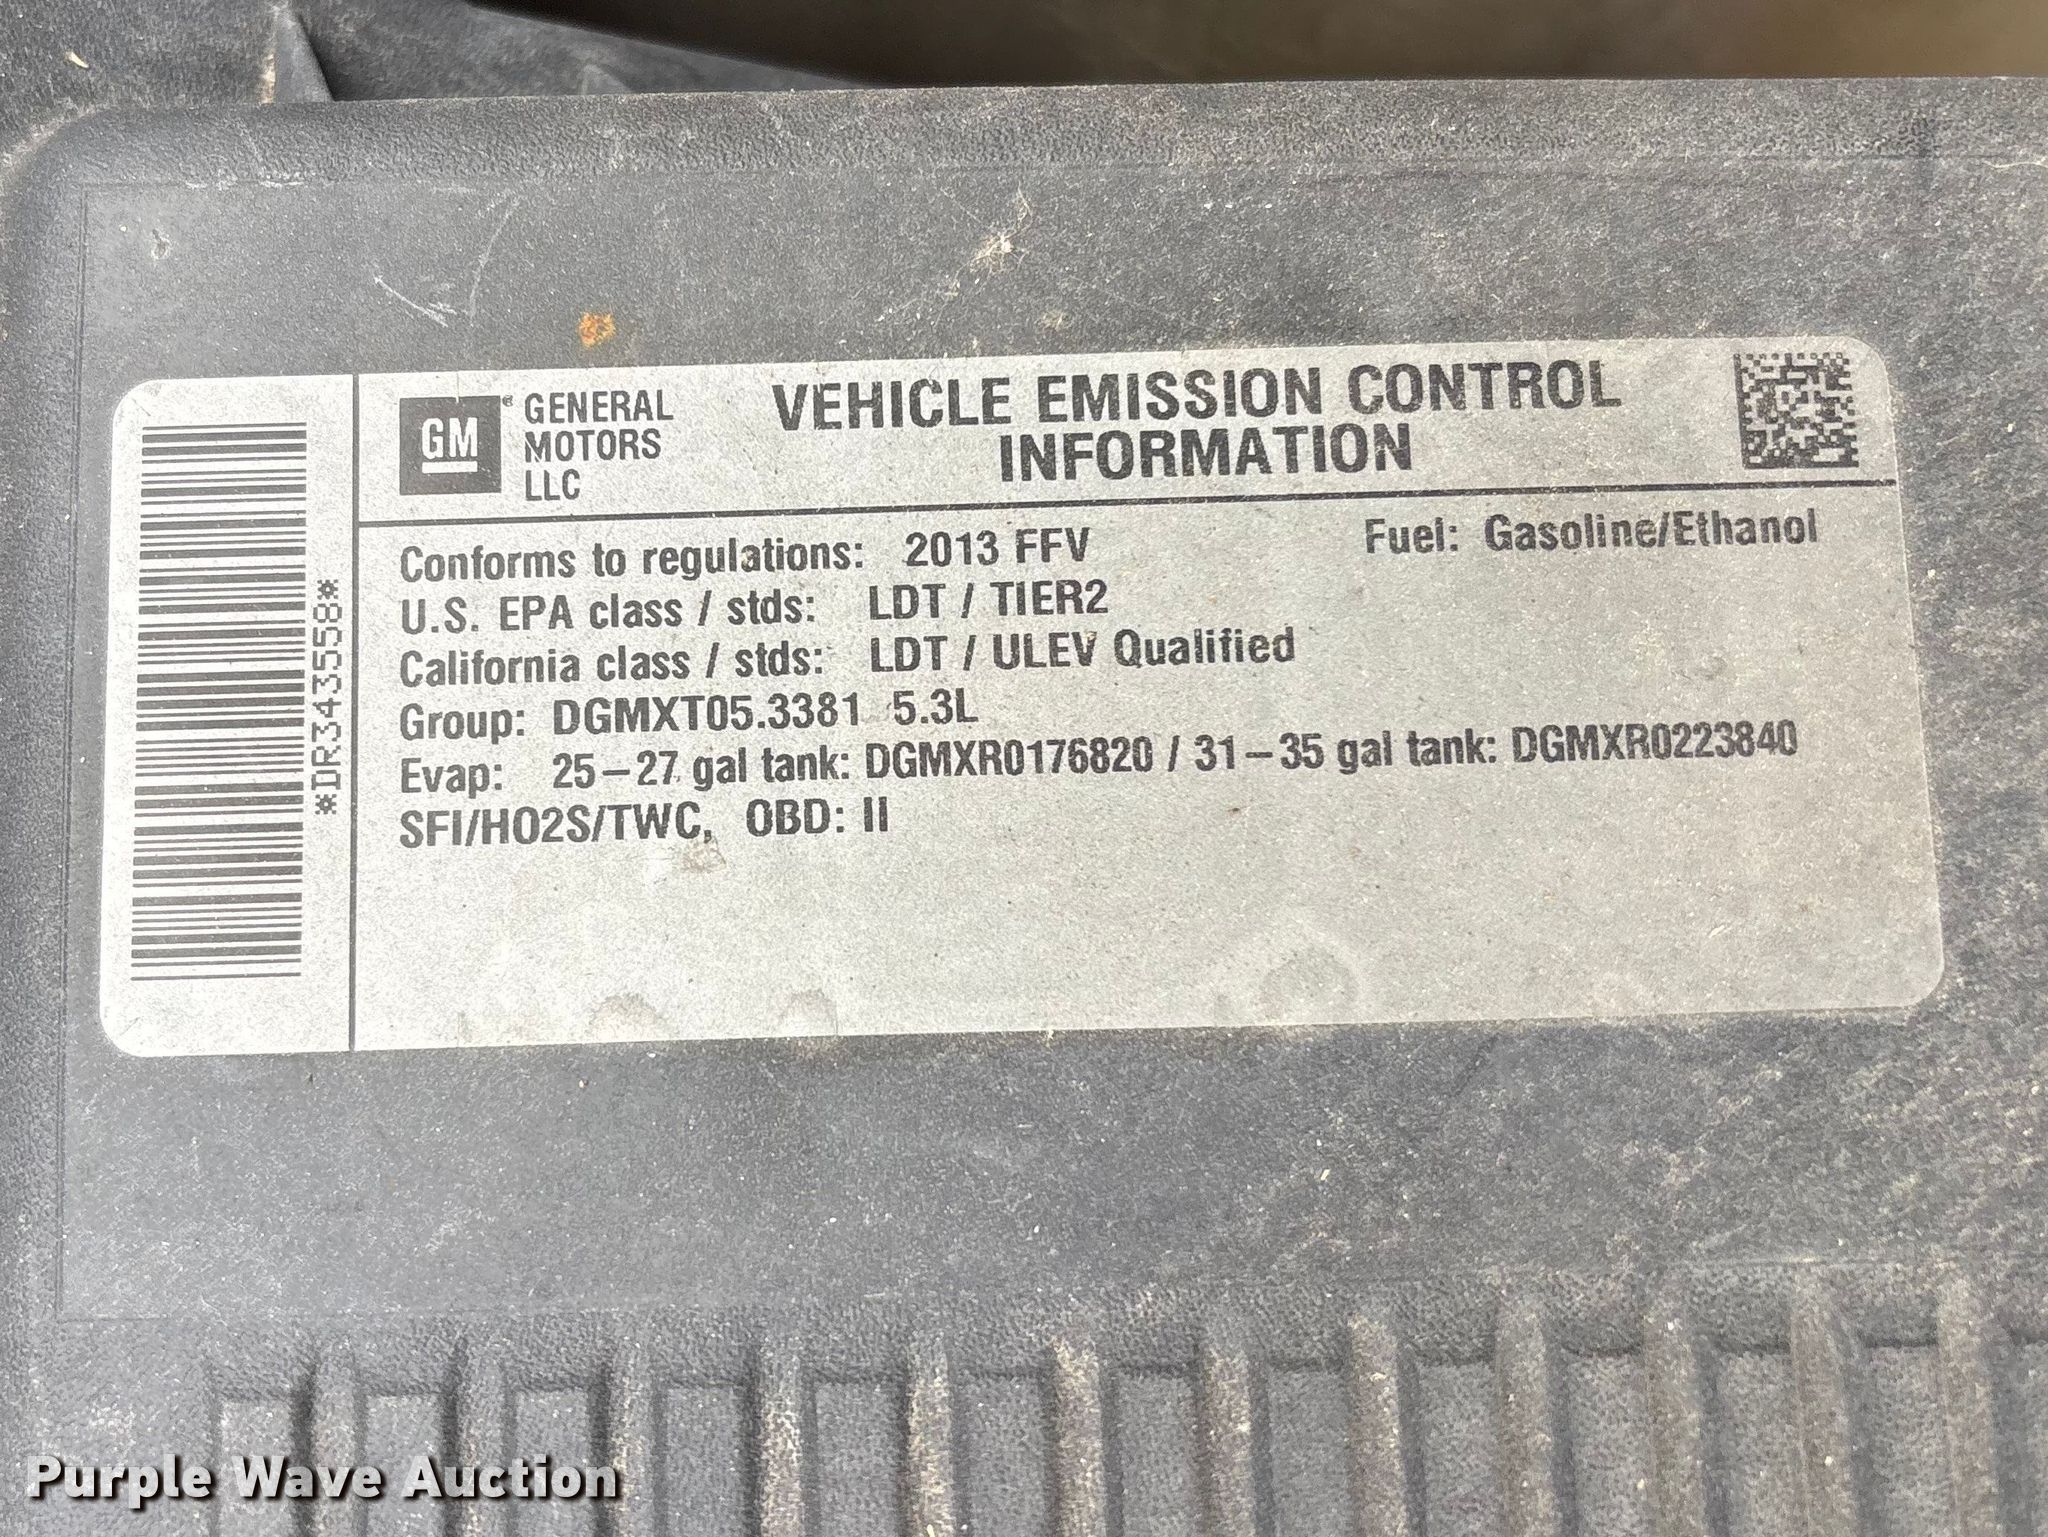 *DR343558*
GM
® GENERAL
MOTORS
LLC
VEHICLE EMISSION CONTROL
INFORMATION
Conforms to regulations: 2013 FFV Fuel: Gasoline/Ethanol
U.S. EPA class / stds: LDT / TIER2
California class / stds: LDT / ULEV Qualified
Group: DGMXT05.3381 5.3L
Evap: 25-27 gal tank: DGMXR0176820 / 31-35 gal tank: DGMXR0223840
SFI/HO2S/TWC, OBD: II
Purple Wave Auction